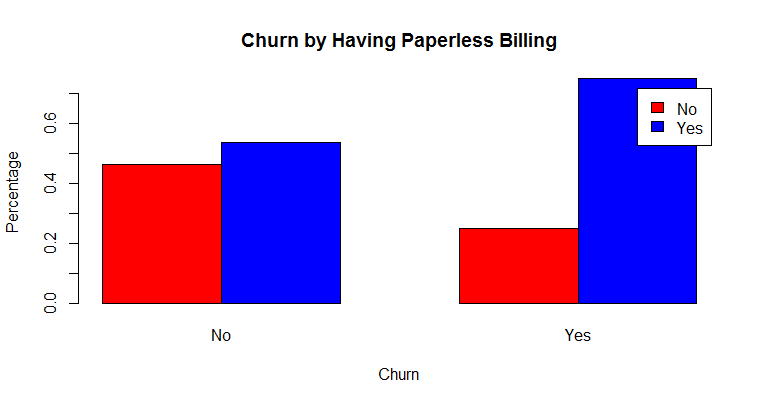 Churn by Having Paperless Billing
Percentage
0.6
0.4
0.2
0.0
No
Yes
No
Yes
Churn